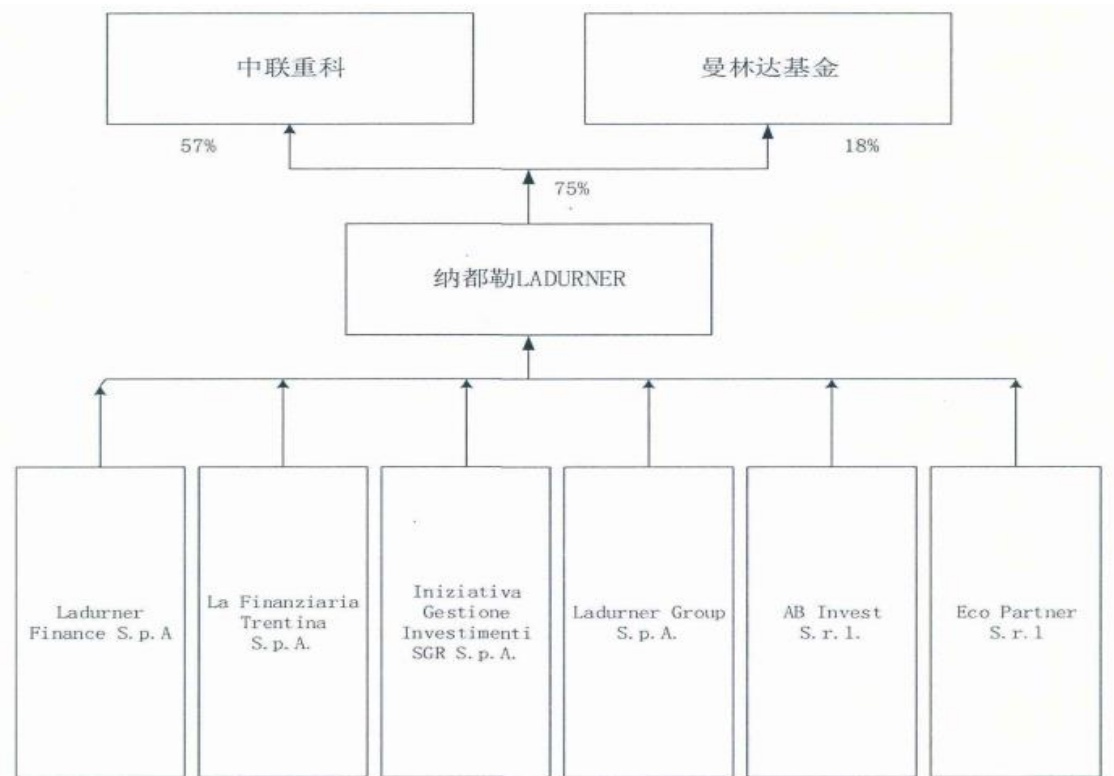 中联重科
曼林达基金
57%
18%
75%
纳都勒LADURNER
Ladurner
Finance S.p.A
La Finanziaria
Trentina
S.p.A.
Iniziativa
Gestione
Investimenti
SGR S.p.A.
Ladurner Group
S.p.A.
AB Invest
S.r.l.
Eco Partner
S.r.l